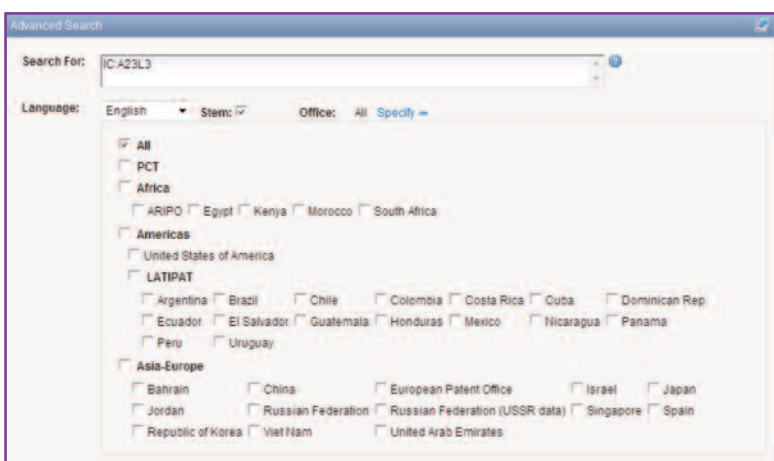 Advanced Search
Search For: IC:A23L3
Language: English Stem: Office: All Specify
All
PCT
Africa
ARIPO Egypt Kenya Morocco South Africa
Americas
United States of America
LATIPAT
Argentina Brazil Chile Colombia Costa Rica Cuba Dominican Rep.
Ecuador El Salvador Guatemala Honduras Mexico Nicaragua Panama
Peru Uruguay
Asia-Europe
Bahrain China European Patent Office Israel Japan
Jordan Russian Federation Russian Federation (USSR data) Singapore Spain
Republic of Korea Viet Nam United Arab Emirates